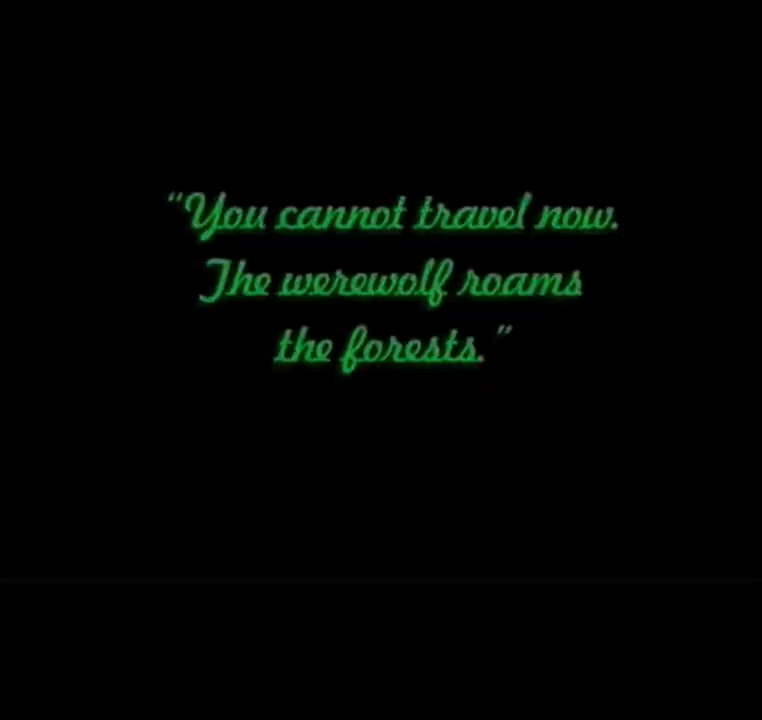 “You cannot travel now.
The werewolf roams
the forests.”